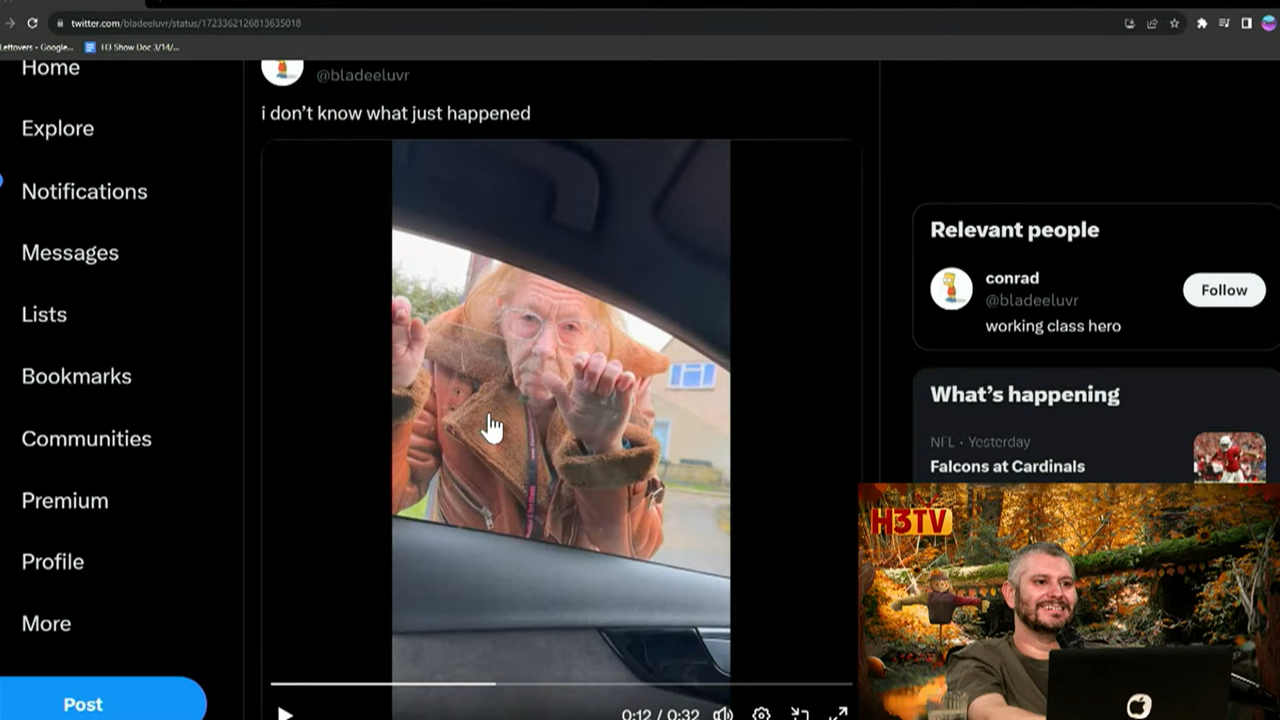 twitter.com/bladeeluvr/status/1723362126813635018
Leftovers - Google...
H3 Show Doc 3/14/...
Home
@bladeeluvr
i don't know what just happened
Explore
Notifications
Messages
Lists
Bookmarks
Communities
Premium
Profile
More
Post
0:12 / 0:32
Relevant people
conrad
@bladeeluvr
Follow
working class hero
What's happening
NFL · Yesterday
Falcons at Cardinals
H3TV